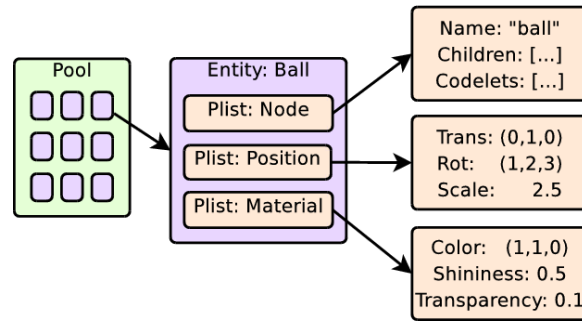 Pool
Entity: Ball
Plist: Node
Plist: Position
Plist: Material
Name: "ball"
Children: [...]
Codelets: [...]
Trans: (0,1,0)
Rot: (1,2,3)
Scale: 2.5
Color: (1,1,0)
Shininess: 0.5
Transparency: 0.1